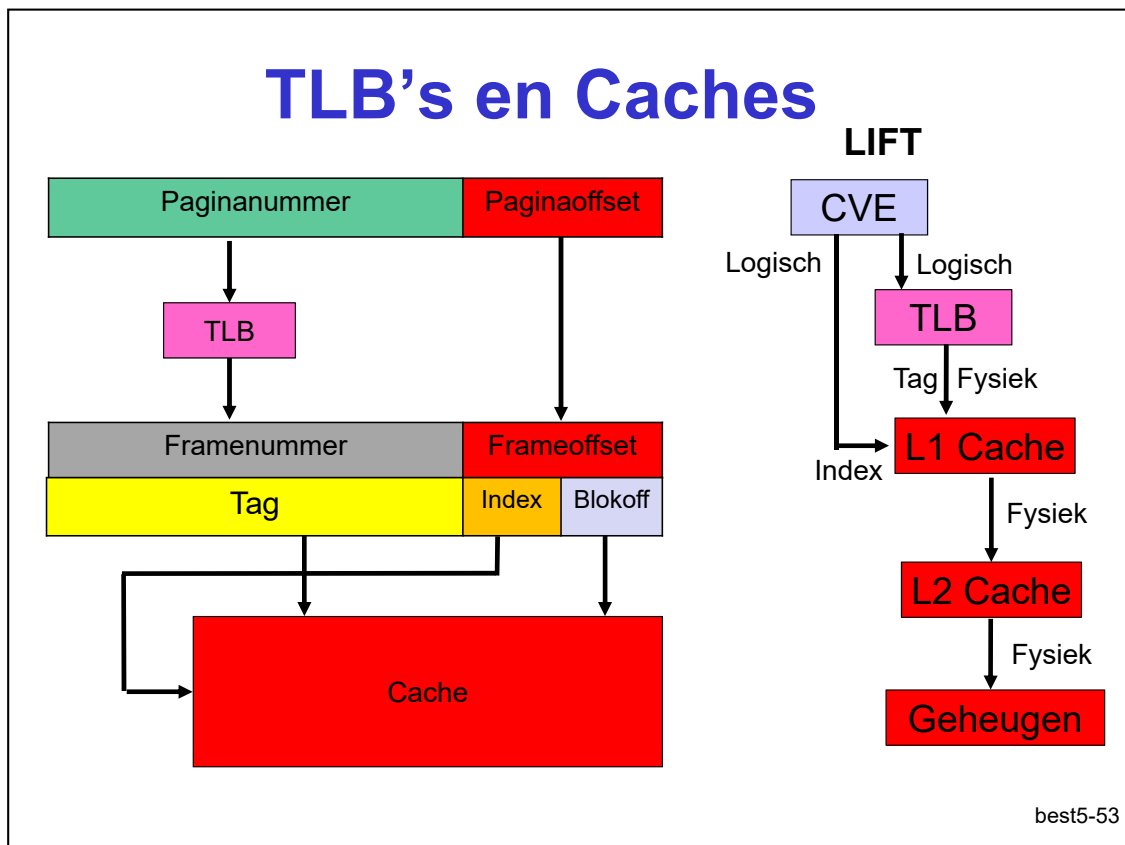 TLB’s en Caches
Paginanummer
Paginaoffset
TLB
Framenummer
Frameoffset
Tag
Index
Blokoff
Cache
LIFT
CVE
Logisch
Logisch
TLB
Tag
Fysiek
L1 Cache
Index
Fysiek
L2 Cache
Fysiek
Geheugen
best5-53